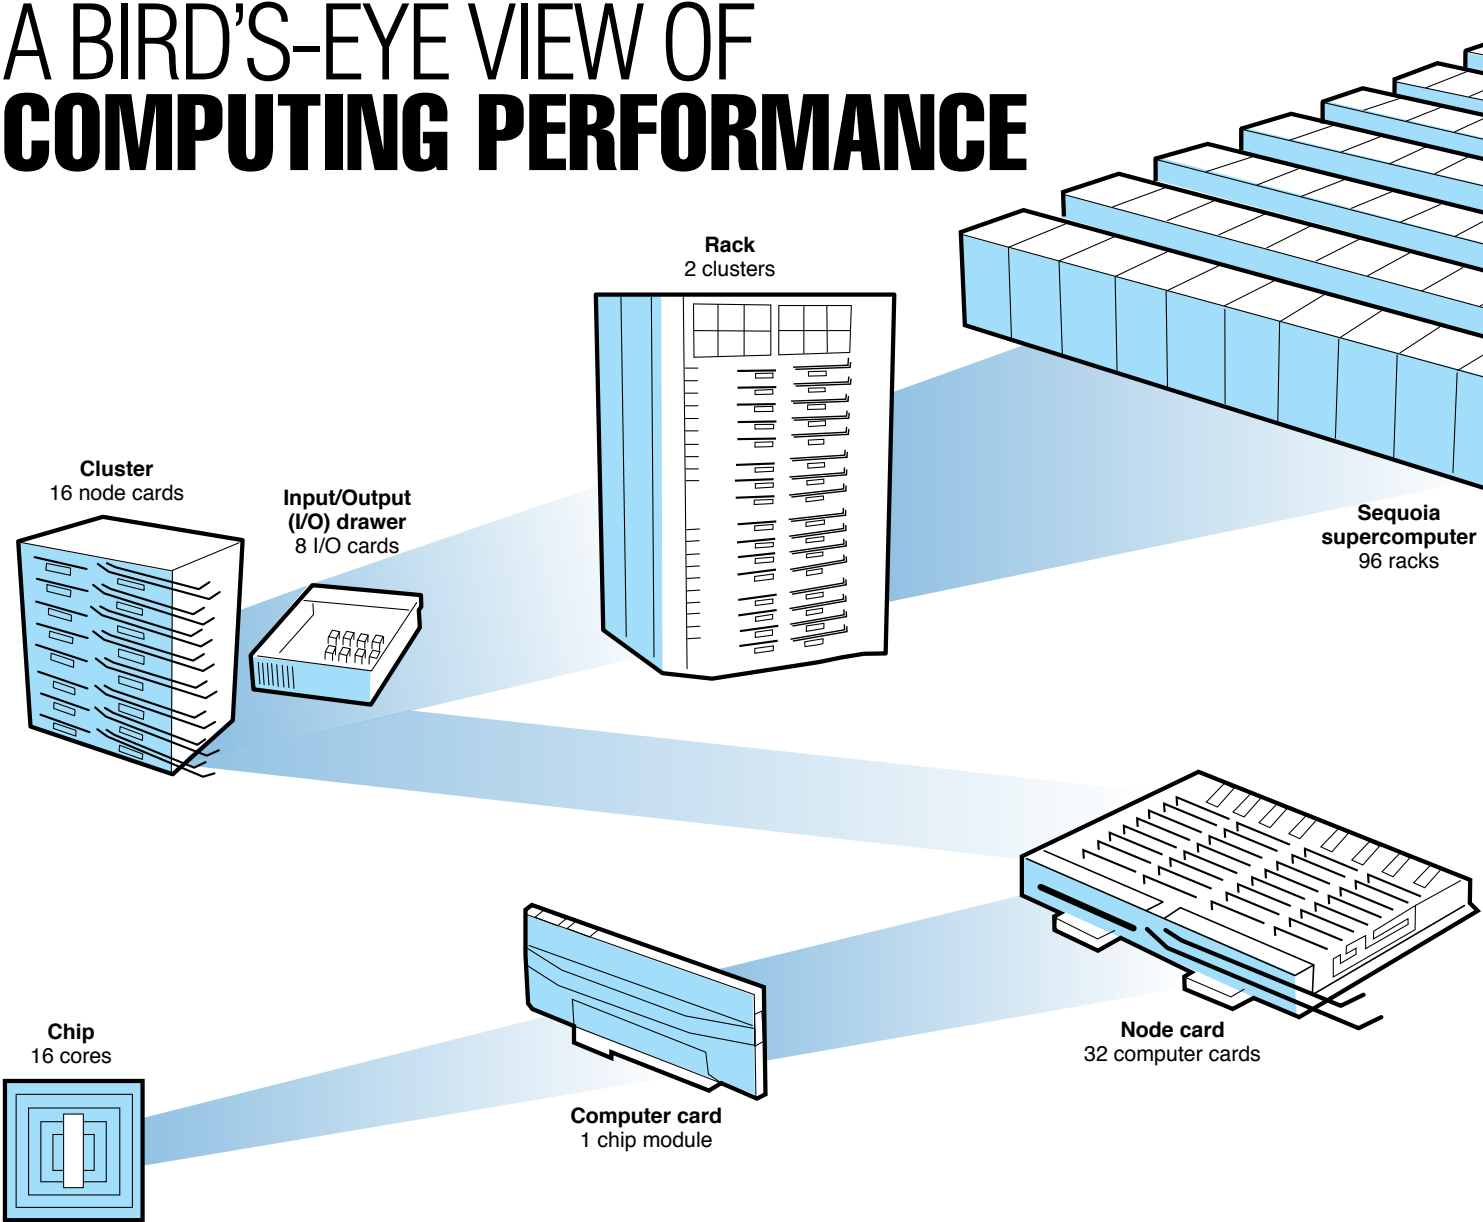 A BIRD'S-EYE VIEW OF
COMPUTING PERFORMANCE
Rack
2 clusters
Cluster
16 node cards
Input/Output
(I/O) drawer
8 I/O cards
Sequoia
supercomputer
96 racks
Node card
32 computer cards
Computer card
1 chip module
Chip
16 cores